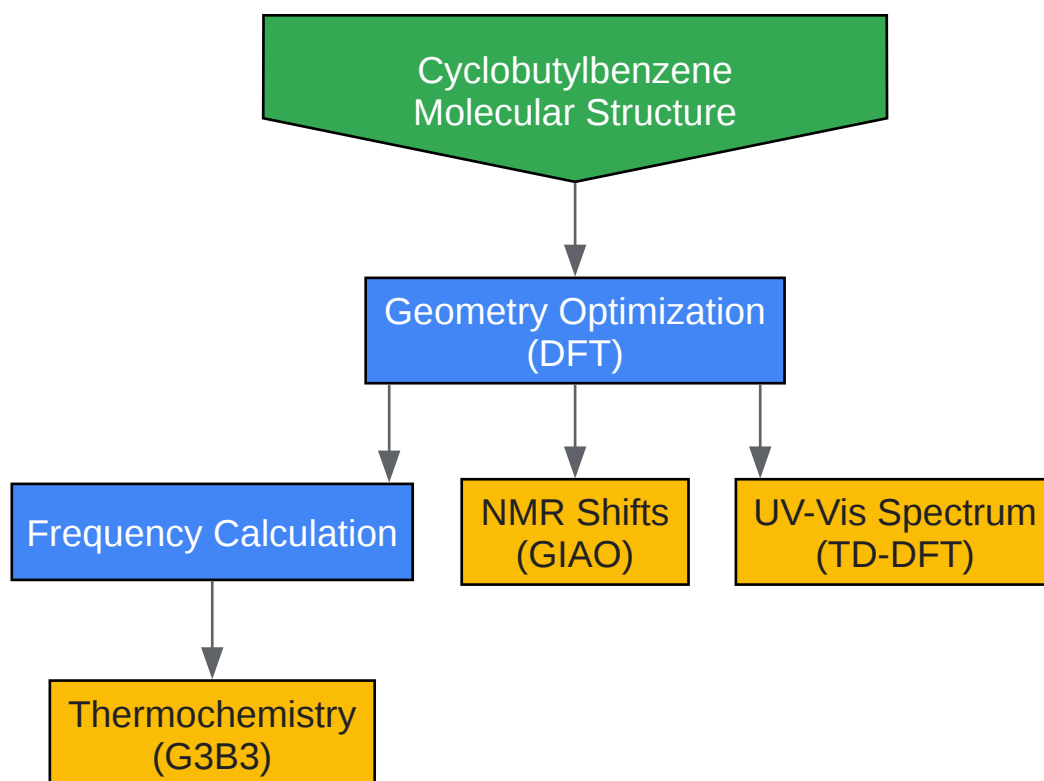 Cyclobutylbenzene
Molecular Structure
Geometry Optimization
(DFT)
Frequency Calculation
NMR Shifts
(GIAO)
UV-Vis Spectrum
(TD-DFT)
Thermochemistry
(G3B3)